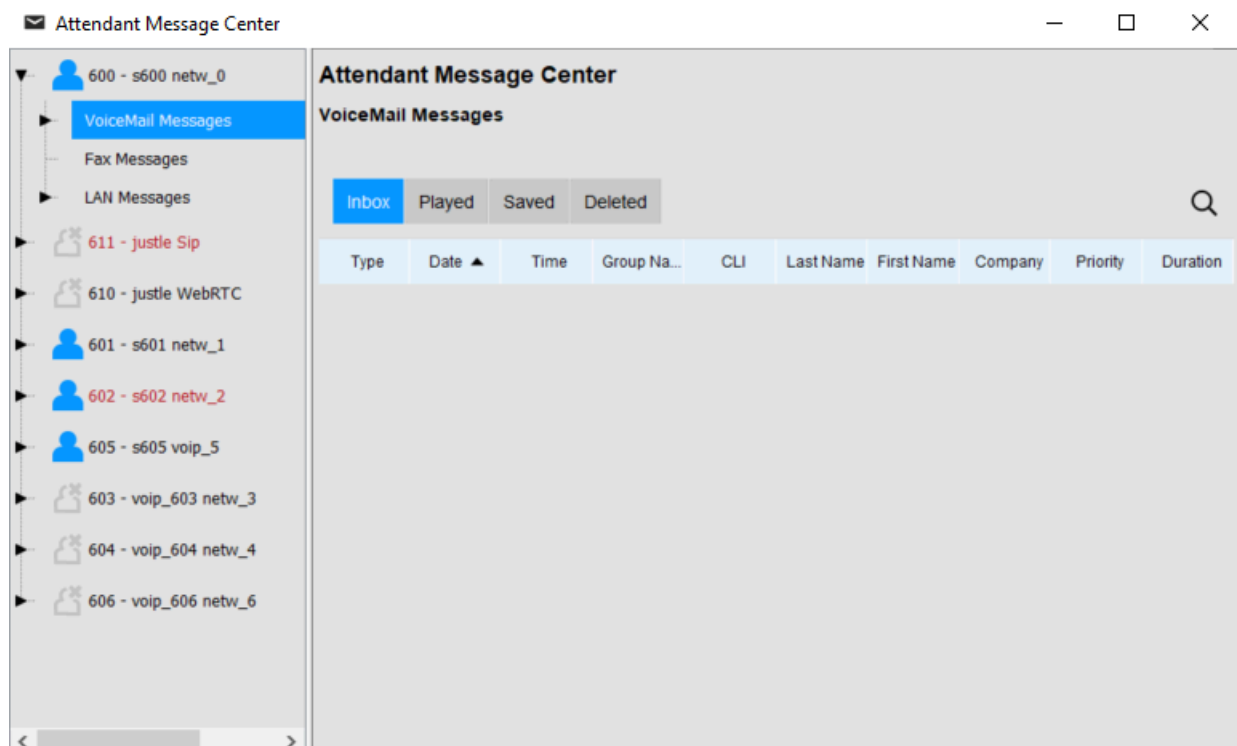 Attendant Message Center
600 - s600 netw_0
VoiceMail Messages
Fax Messages
LAN Messages
611 - justle Sip
610 - justle WebRTC
601 - s601 netw_1
602 - s602 netw_2
605 - s605 voip_5
603 - voip_603 netw_3
604 - voip_604 netw_4
606 - voip_606 netw_6
Attendant Message Center
VoiceMail Messages
Inbox Played Saved Deleted
Type Date Time Group Na... CLI Last Name First Name Company Priority Duration